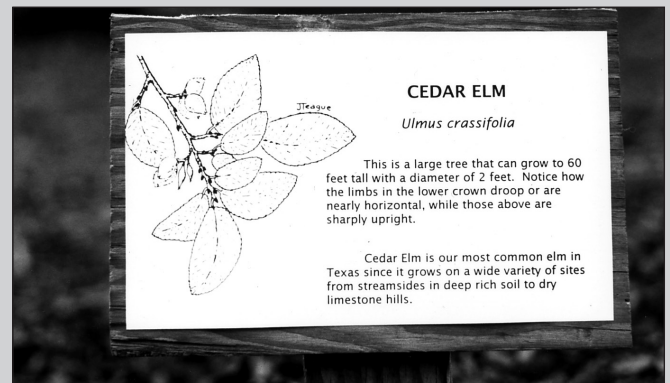 JTeague
CEDAR ELM
Ulmus crassifolia
This is a large tree that can grow to 60
feet tall with a diameter of 2 feet. Notice how
the limbs in the lower crown droop or are
nearly horizontal, while those above are
sharply upright.
Cedar Elm is our most common elm in
Texas since it grows on a wide variety of sites
from streamsides in deep rich soil to dry
limestone hills.